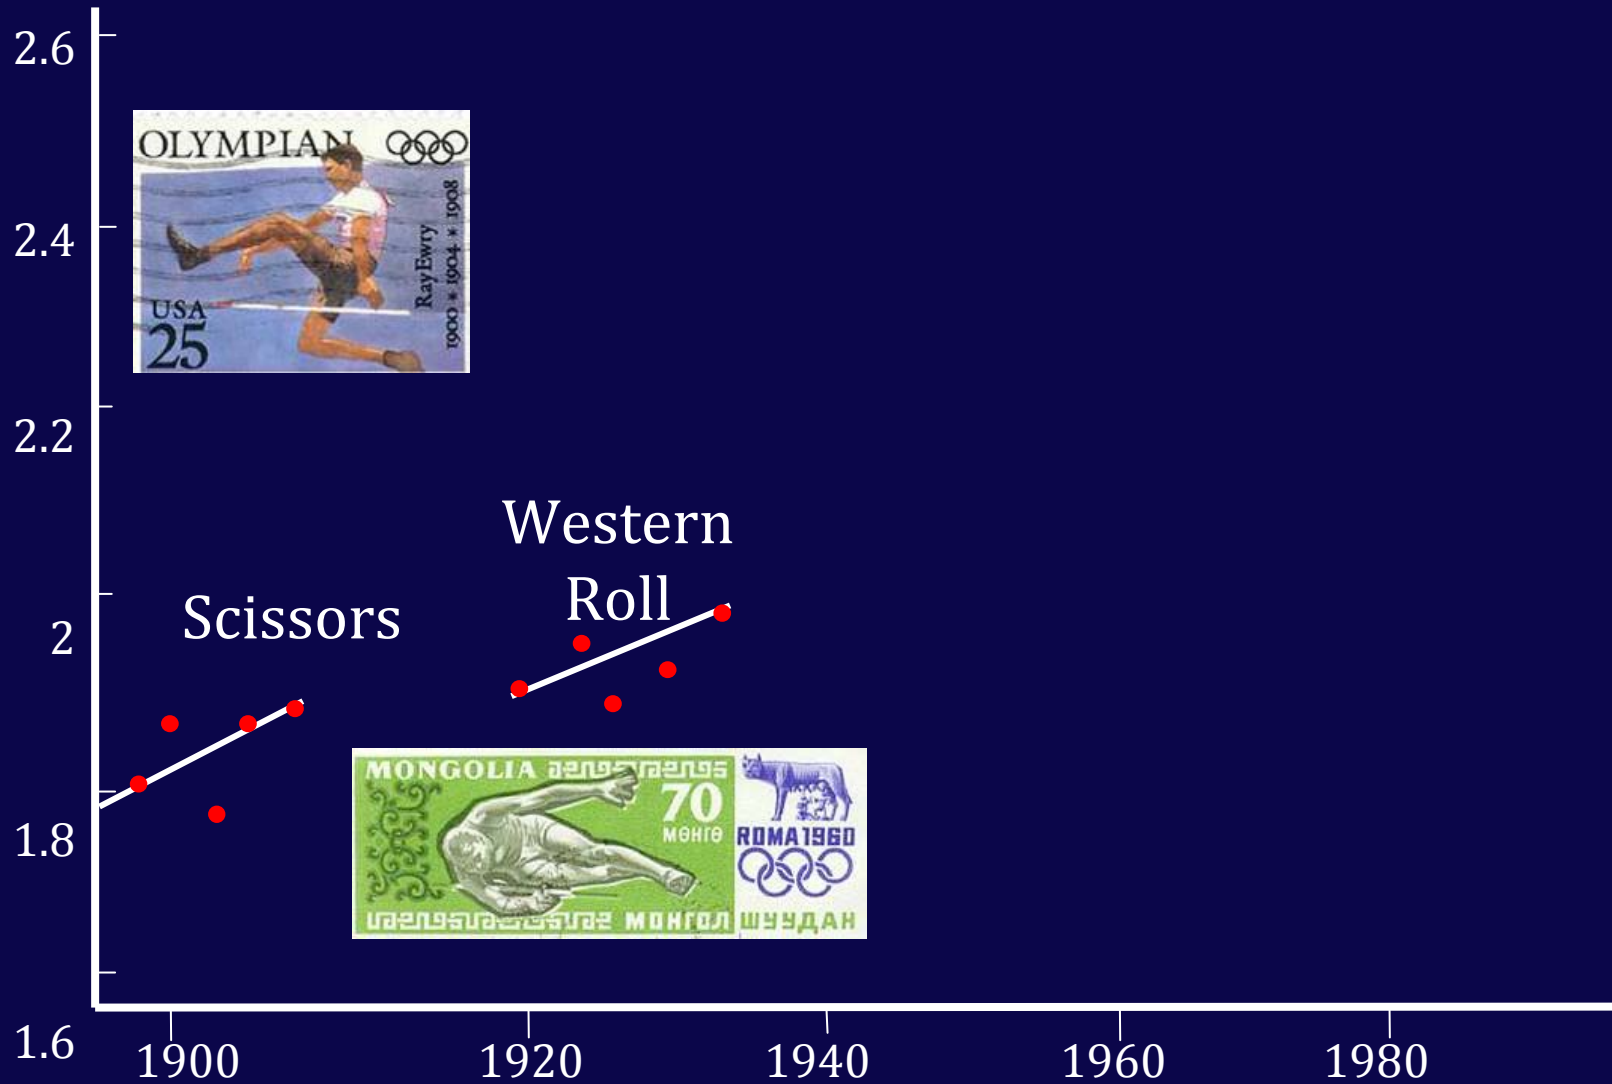 2.6
OLYMPIAN
Ray Ewry
1900 * 1904 * 1908
USA
25
2.4
2.2
Western
Roll
Scissors
2
MONGOLIA
70
МӨНГӨ
ROMA 1960
МОНГОЛ ШУУДАН
1.8
1.6
1900 1920 1940 1960 1980